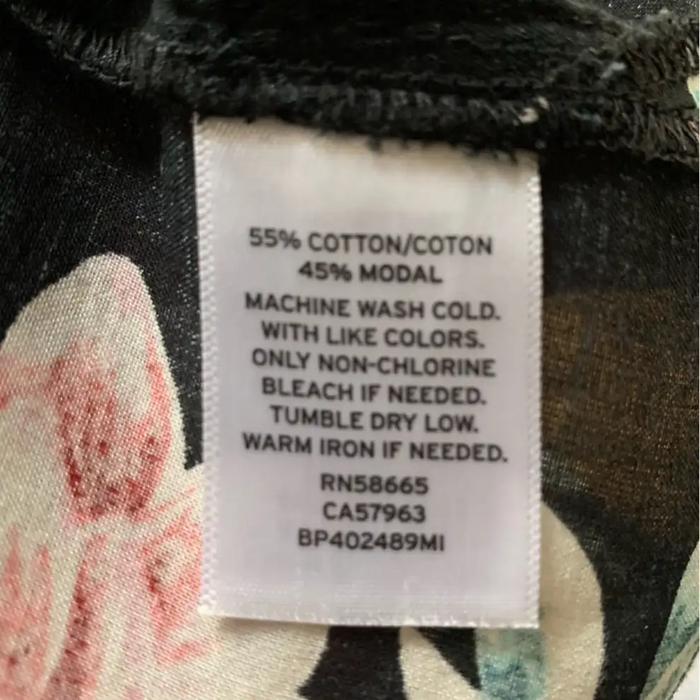 55% COTTON/COTON
45% MODAL
MACHINE WASH COLD.
WITH LIKE COLORS.
ONLY NON-CHLORINE
BLEACH IF NEEDED.
TUMBLE DRY LOW.
WARM IRON IF NEEDED.
RN58665
CA57963
BP402489MI